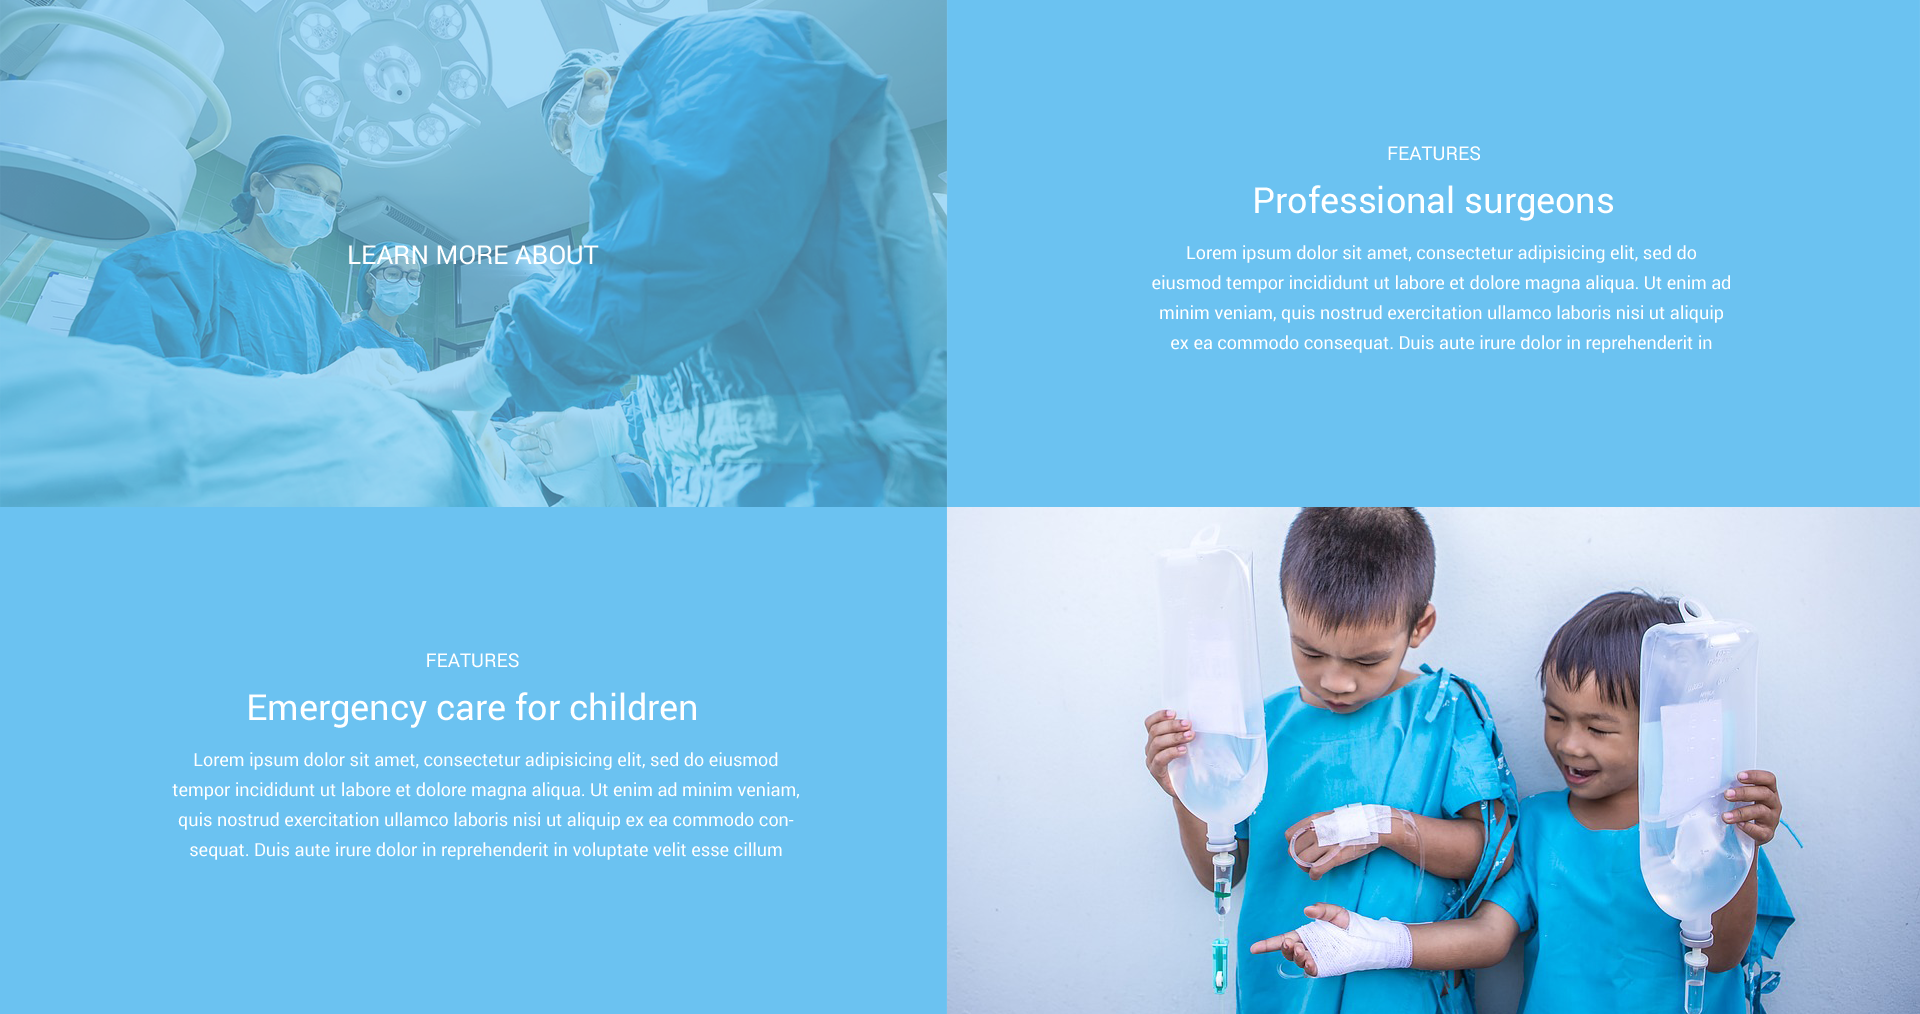 LEARN MORE ABOUT
FEATURES
Professional surgeons
Lorem ipsum dolor sit amet, consectetur adipisicing elit, sed do
eiusmod tempor incididunt ut labore et dolore magna aliqua. Ut enim ad
minim veniam, quis nostrud exercitation ullamco laboris nisi ut aliquip
ex ea commodo consequat. Duis aute irure dolor in reprehenderit in
FEATURES
Emergency care for children
Lorem ipsum dolor sit amet, consectetur adipisicing elit, sed do eiusmod
tempor incididunt ut labore et dolore magna aliqua. Ut enim ad minim veniam,
quis nostrud exercitation ullamco laboris nisi ut aliquip ex ea commodo con-
sequat. Duis aute irure dolor in reprehenderit in voluptate velit esse cillum